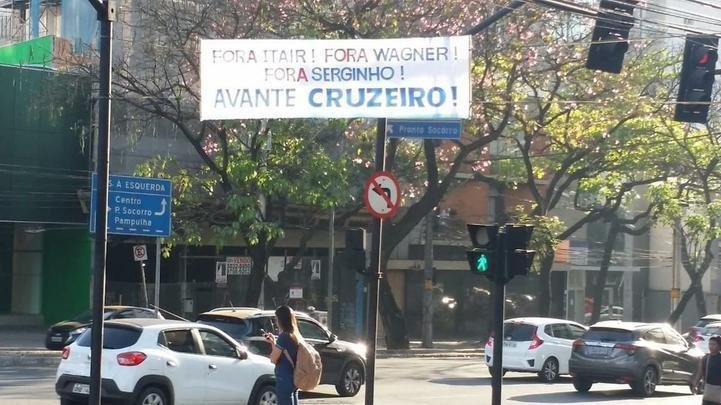 FORA ITAIR! FORA WAGNER!
FORA SERGINHO!
AVANTE CRUZEIRO!
Pronto Socorro
À ESQUERDA
Centro
P. Socorro
Pampulha